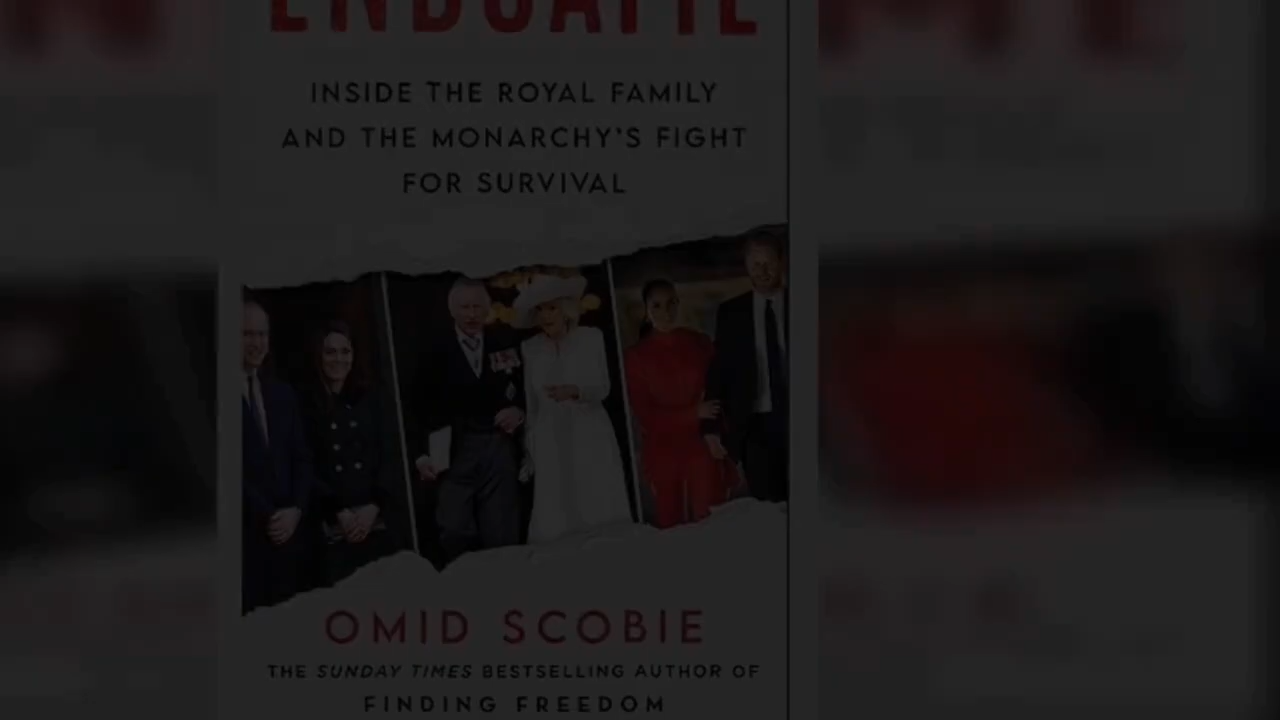 ENDGAME
INSIDE THE ROYAL FAMILY
AND THE MONARCHY'S FIGHT
FOR SURVIVAL
OMID SCOBIE
THE SUNDAY TIMES BESTSELLING AUTHOR OF
FINDING FREEDOM